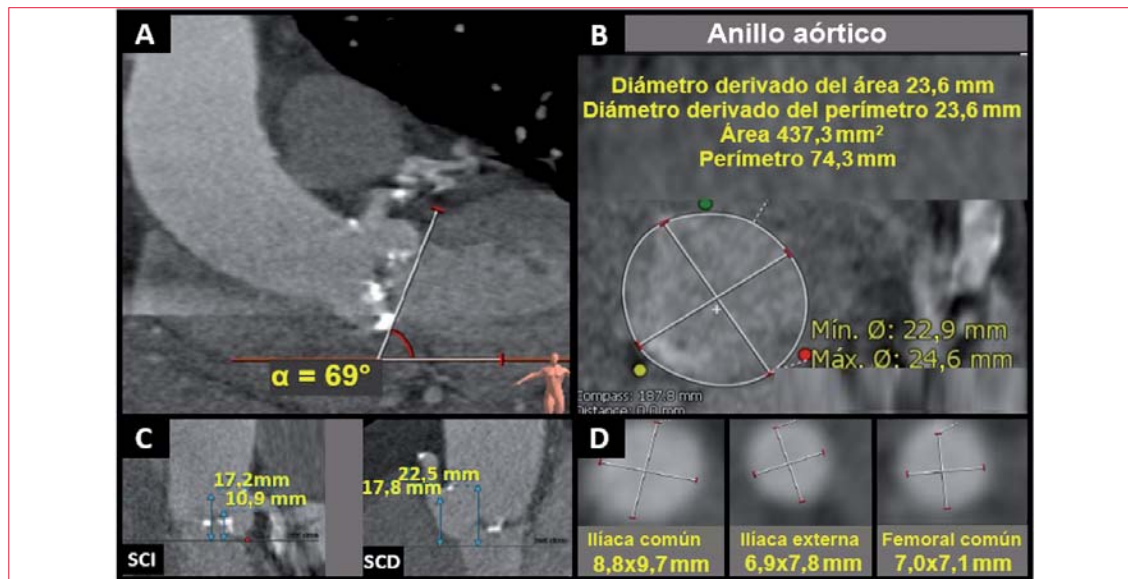 A
α = 69°
B
Anillo aórtico
Diámetro derivado del área 23,6 mm
Diámetro derivado del perímetro 23,6 mm
Área 437,3 mm²
Perímetro 74,3 mm
Mín. Ø: 22,9 mm
Máx. Ø: 24,6 mm
Compass: 187.8 mm
Distance: 0.0 mm
C
17,2mm
10,9 mm
SCI
22,5 mm
17,8 mm
SCD
D
Ilíaca común
8,8x9,7mm
Ilíaca externa
6,9x7,8mm
Femoral común
7,0x7,1mm